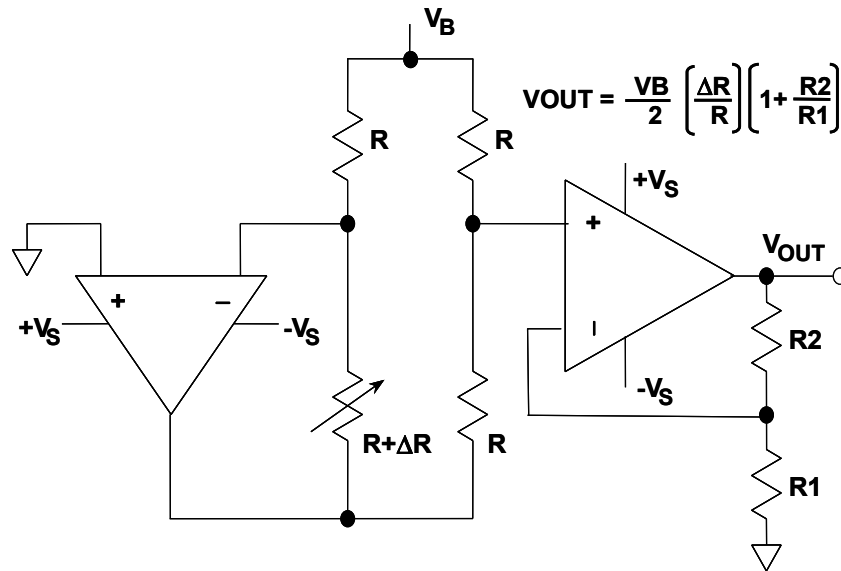 V_B
VOUT = VB/2 (ΔR/R)(1+ R2/R1)
R
R
+V_S
+
V_OUT
+
−
+V_S
-V_S
−
R2
-V_S
R+ΔR
R
R1